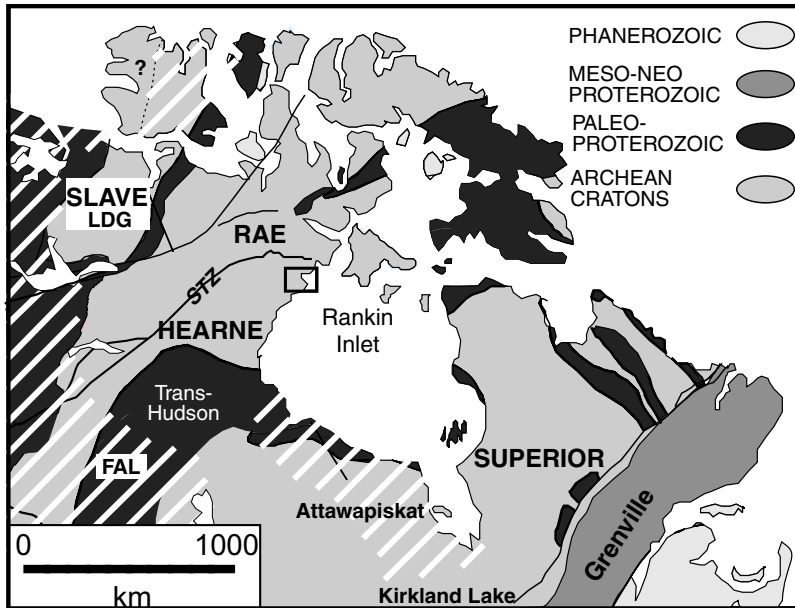 PHANEROZOIC
MESO-NEO
PROTEROZOIC
PALEO-
PROTEROZOIC
ARCHEAN
CRATONS
?
SLAVE
LDG
RAE
STZ
HEARNE
Rankin
Inlet
Trans-
Hudson
FAL
SUPERIOR
Attawapiskat
Grenville
Kirkland Lake
0 1000
km